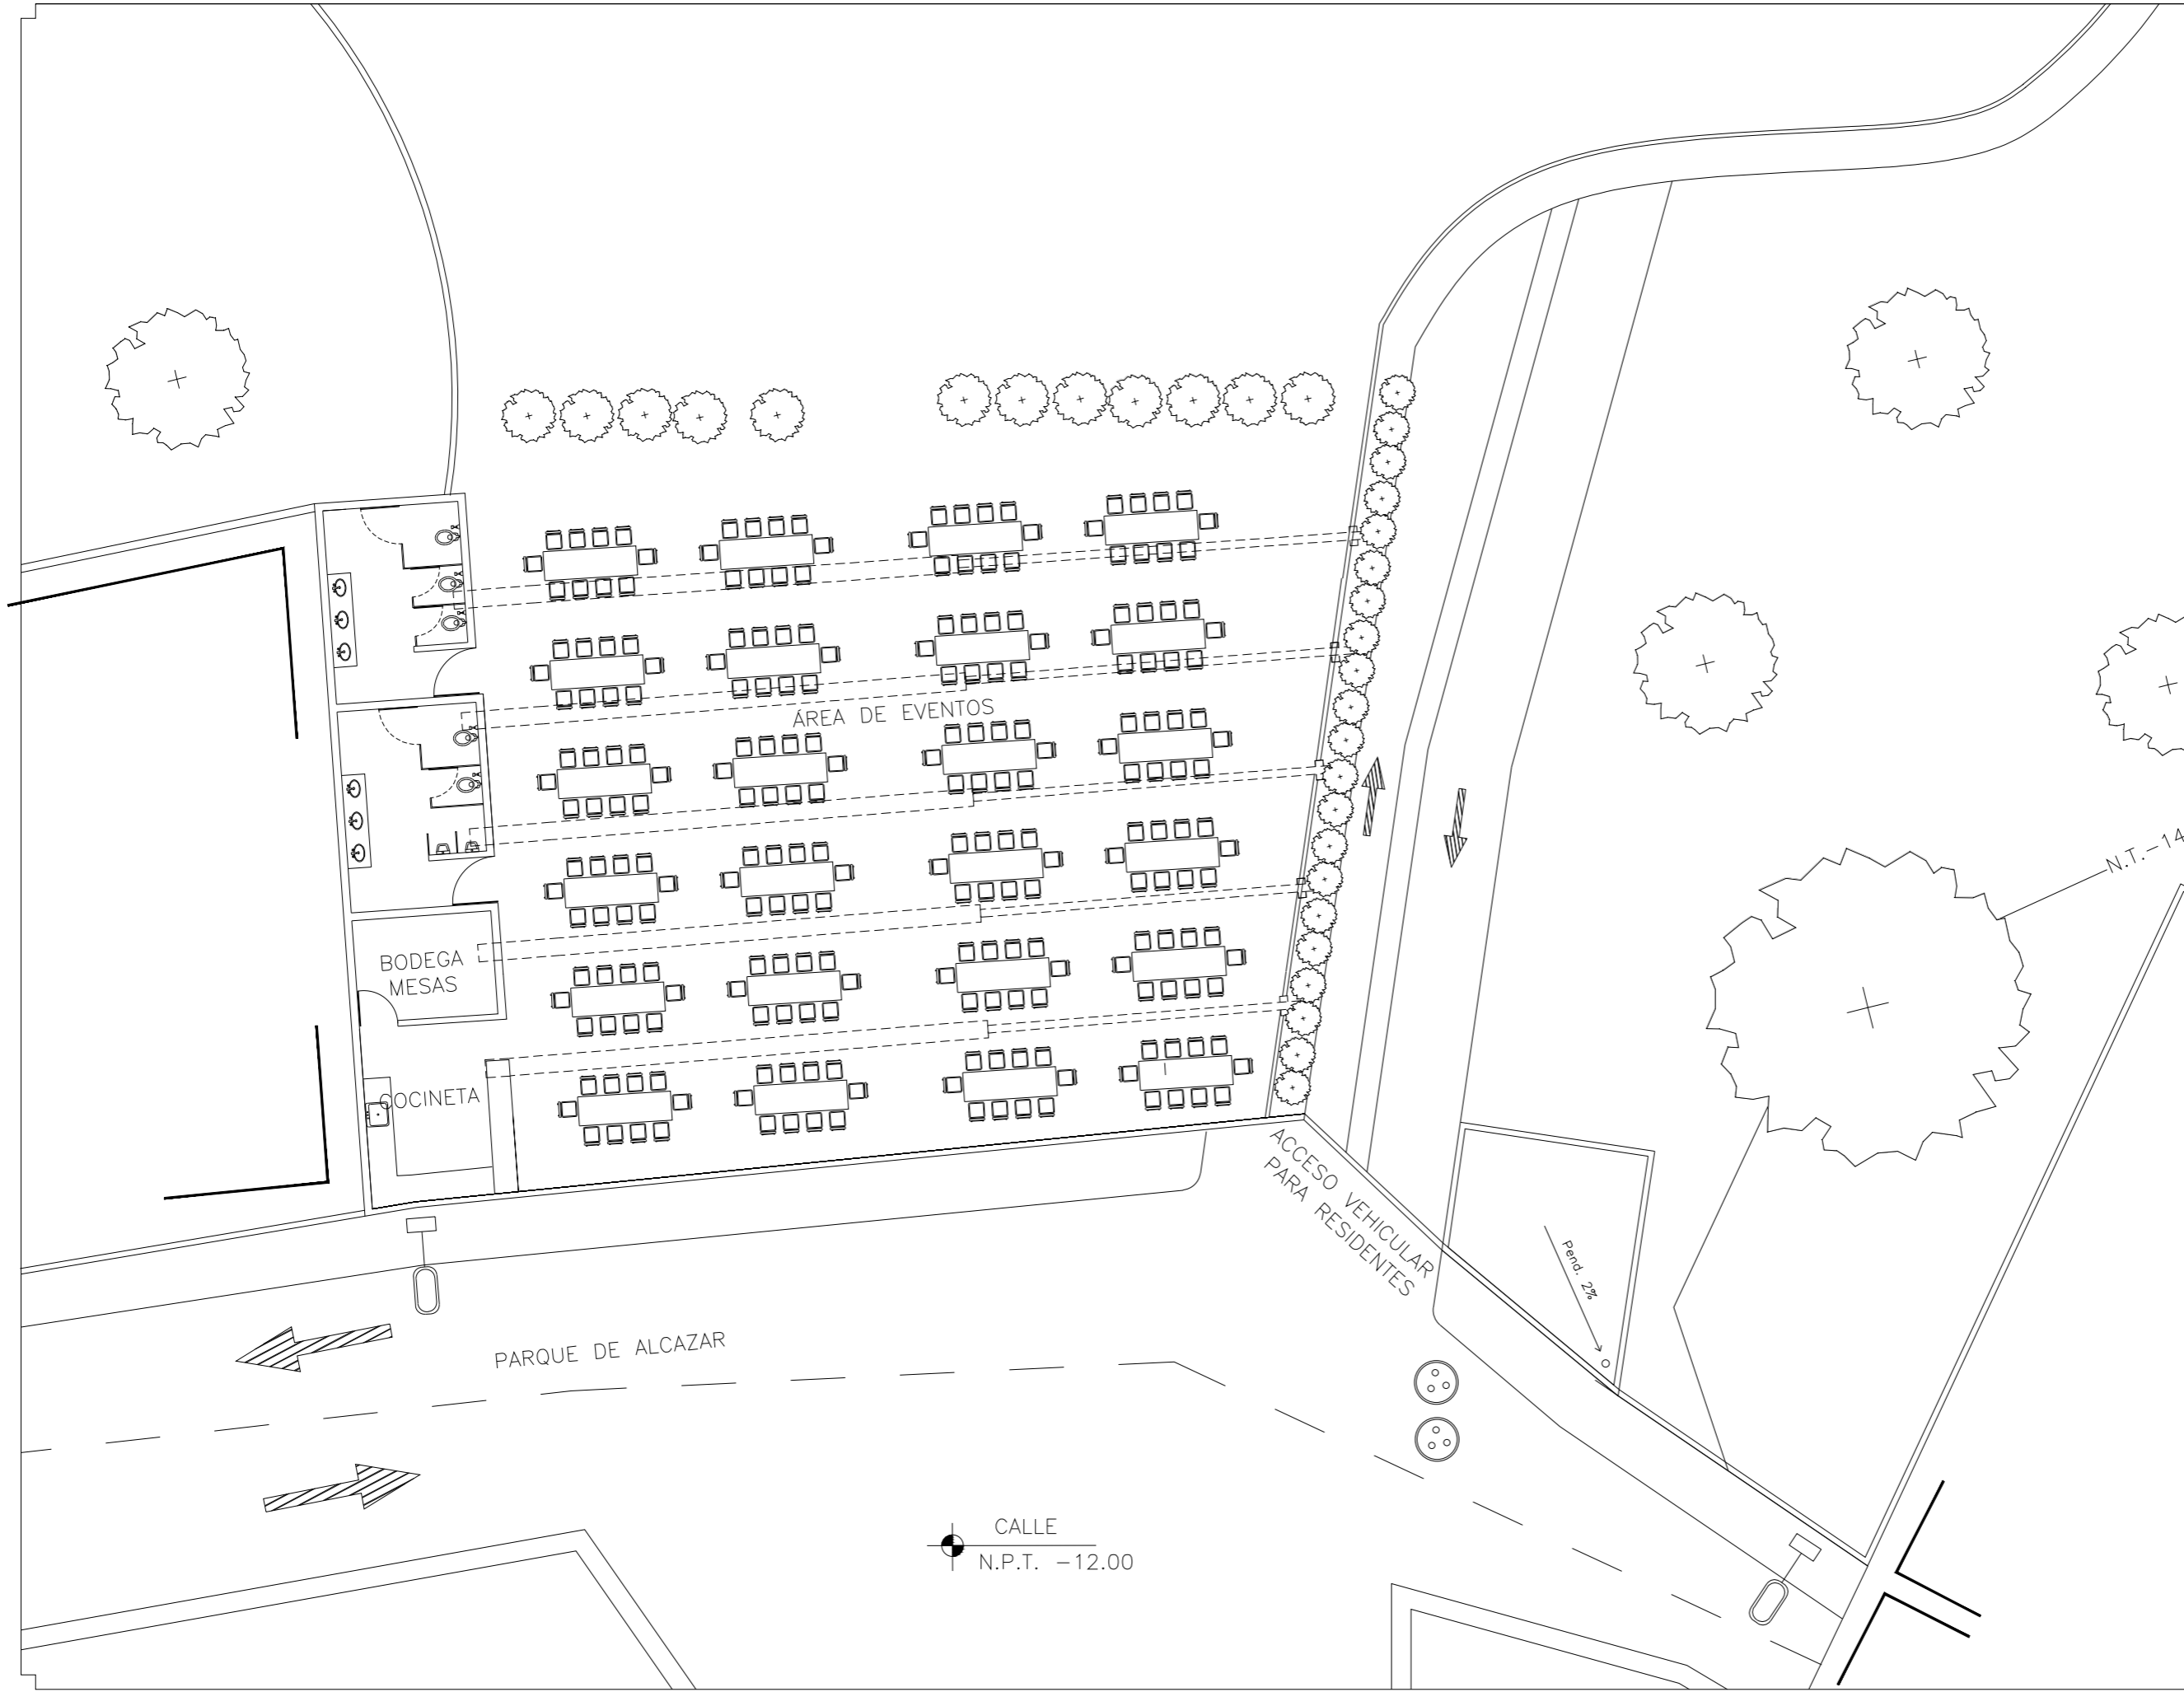 ÁREA DE EVENTOS
N.T.-14
BODEGA
MESAS
COCINETA
ACCESO VEHICULAR
PARA RESIDENTES
Pend. 2%
PARQUE DE ALCAZAR
CALLE
N.P.T. -12.00